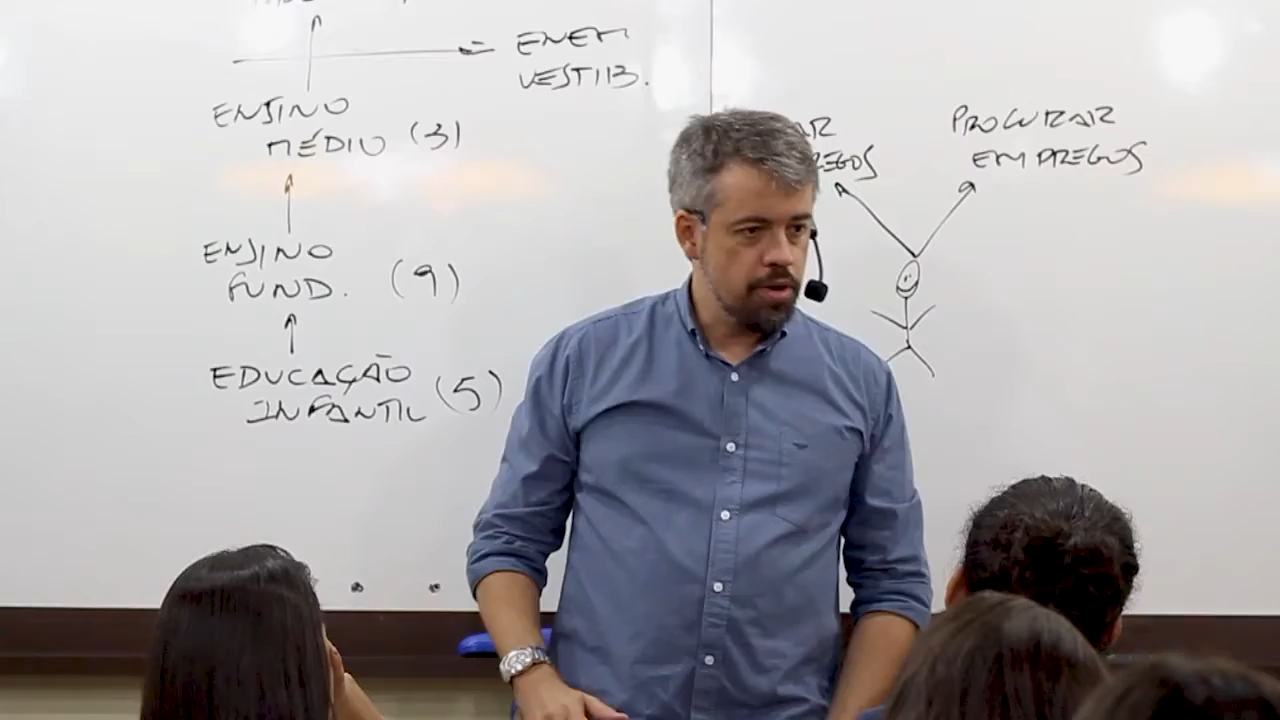 ENEM
VESTIB.
ENSINO
MÉDIO (3)
ENSINO
FUND. (9)
EDUCAÇÃO
INFANTIL (5)
PROCURAR
EMPREGOS